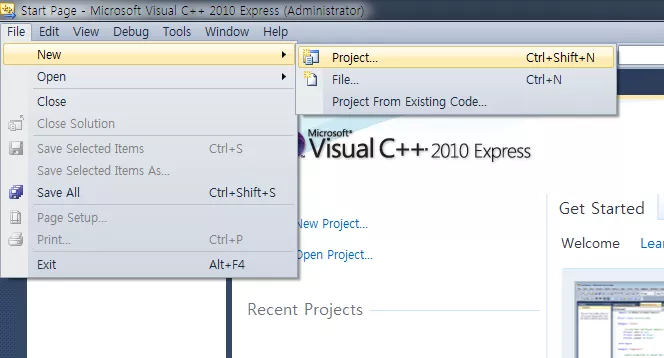 Start Page - Microsoft Visual C++ 2010 Express (Administrator)
File Edit View Debug Tools Window Help
New
Open
Close
Close Solution
Save Selected Items Ctrl+S
Save Selected Items As...
Save All Ctrl+Shift+S
Page Setup...
Print... Ctrl+P
Exit Alt+F4
Project... Ctrl+Shift+N
File... Ctrl+N
Project From Existing Code...
Microsoft®
Visual C++ 2010 Express
New Project...
Open Project...
Recent Projects
Get Started
Welcome